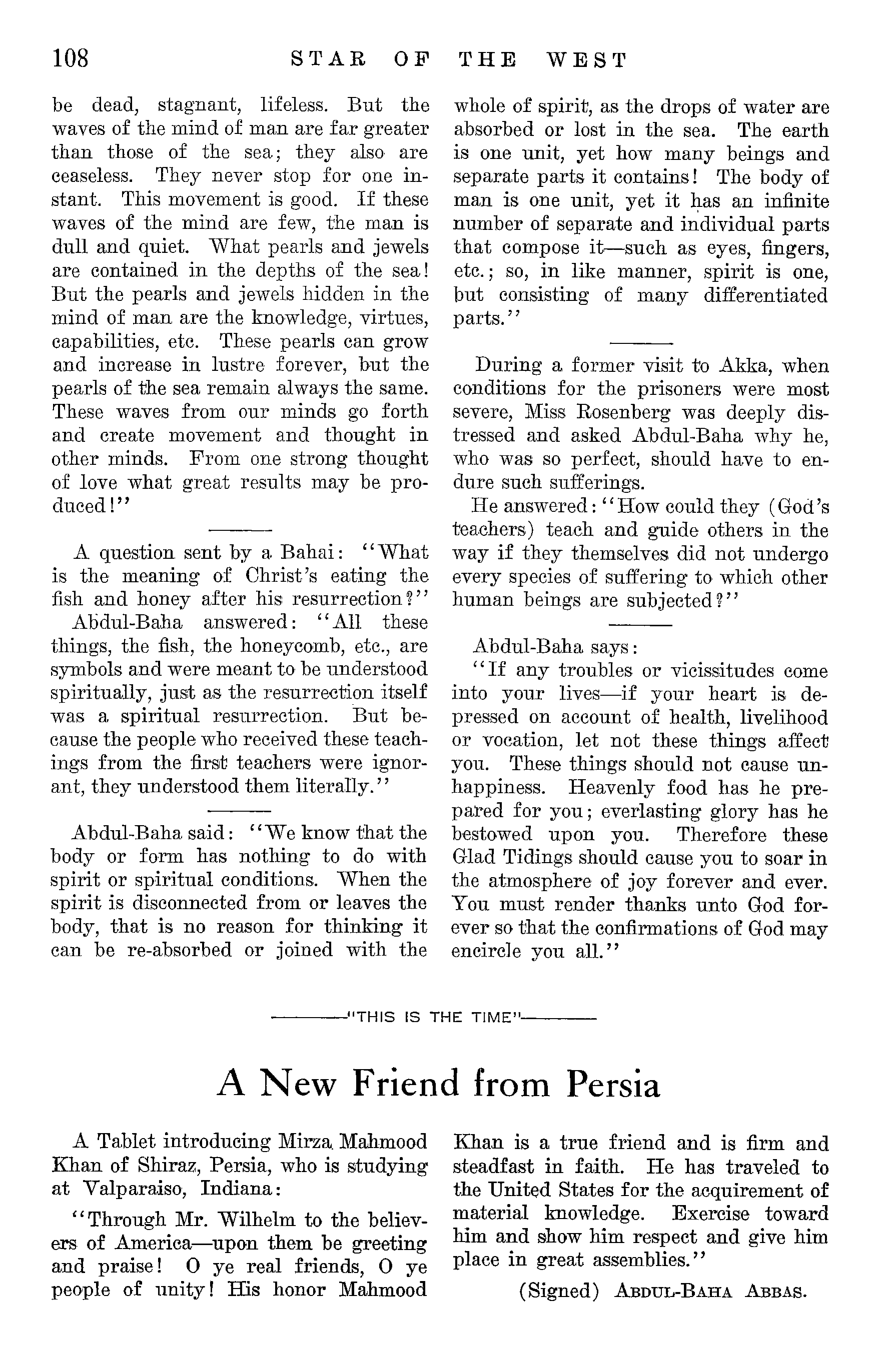 108 STAR OF THE WEST
be dead, stagnant, lifeless. But the
waves of the mind of man are far greater
than those of the sea; they also are
ceaseless. They never stop for one in-
stant. This movement is good. If these
waves of the mind are few, the man is
dull and quiet. What pearls and jewels
are contained in the depths of the sea!
But the pearls and jewels hidden in the
mind of man are the knowledge, virtues,
capabilities, etc. These pearls can grow
and increase in lustre forever, but the
pearls of the sea remain always the same.
These waves from our minds go forth
and create movement and thought in
other minds. From one strong thought
of love what great results may be pro-
duced!"
A question sent by a Bahai: "What
is the meaning of Christ's eating the
fish and honey after his resurrection?"
Abdul-Baha answered: "All these
things, the fish, the honeycomb, etc., are
symbols and were meant to be understood
spiritually, just as the resurrection itself
was a spiritual resurrection. But be-
cause the people who received these teach-
ings from the first teachers were ignor-
ant, they understood them literally."
Abdul-Baha said: "We know that the
body or form has nothing to do with
spirit or spiritual conditions. When the
spirit is disconnected from or leaves the
body, that is no reason for thinking it
can be re-absorbed or joined with the
whole of spirit, as the drops of water are
absorbed or lost in the sea. The earth
is one unit, yet how many beings and
separate parts it contains! The body of
man is one unit, yet it has an infinite
number of separate and individual parts
that compose it—such as eyes, fingers,
etc.; so, in like manner, spirit is one,
but consisting of many differentiated
parts."
During a former visit to Akka, when
conditions for the prisoners were most
severe, Miss Rosenberg was deeply dis-
tressed and asked Abdul-Baha why he,
who was so perfect, should have to en-
dure such sufferings.
He answered: "How could they (God's
teachers) teach and guide others in the
way if they themselves did not undergo
every species of suffering to which other
human beings are subjected?"
Abdul-Baha says:
"If any troubles or vicissitudes come
into your lives—if your heart is de-
pressed on account of health, livelihood
or vocation, let not these things affect
you. These things should not cause un-
happiness. Heavenly food has he pre-
pared for you; everlasting glory has he
bestowed upon you. Therefore these
Glad Tidings should cause you to soar in
the atmosphere of joy forever and ever.
You must render thanks unto God for-
ever so that the confirmations of God may
encircle you all."
"THIS IS THE TIME"
A New Friend from Persia
A Tablet introducing Mirza Mahmood
Khan of Shiraz, Persia, who is studying
at Valparaiso, Indiana:
"Through Mr. Wilhelm to the believ-
ers of America—upon them be greeting
and praise! O ye real friends, O ye
people of unity! His honor Mahmood
Khan is a true friend and is firm and
steadfast in faith. He has traveled to
the United States for the acquirement of
material knowledge. Exercise toward
him and show him respect and give him
place in great assemblies."
(Signed) ABDUL-BAHA ABBAS.